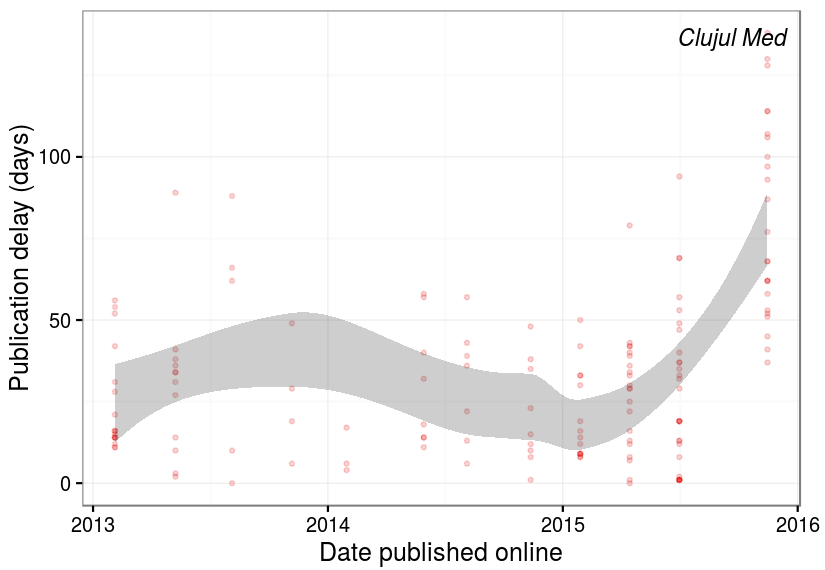 Clujul Med
Publication delay (days)
100
50
0
2013 2014 2015 2016
Date published online